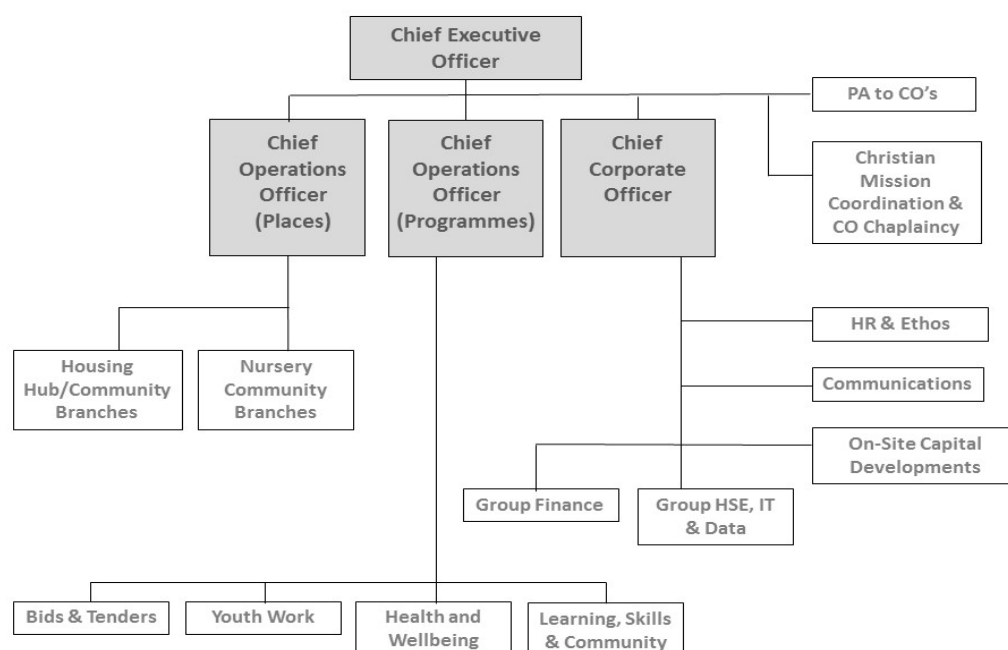 Chief Executive
Officer
PA to CO’s
Chief
Operations
Officer
(Places)
Chief
Operations
Officer
(Programmes)
Chief
Corporate
Officer
Christian
Mission
Coordination &
CO Chaplaincy
HR & Ethos
Housing
Hub/Community
Branches
Nursery
Community
Branches
Communications
On-Site Capital
Developments
Group Finance
Group HSE, IT
& Data
Bids & Tenders
Youth Work
Health and
Wellbeing
Learning, Skills
& Community